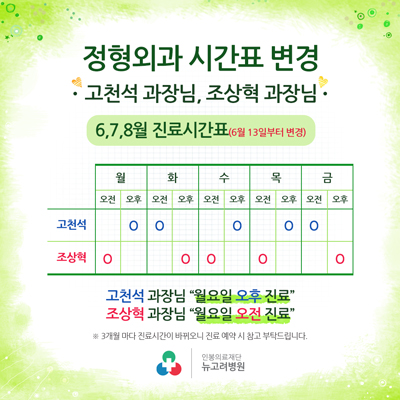 정형외과 시간표 변경
· 고천석 과장님, 조상혁 과장님 ·
6,7,8월 진료시간표(6월 13일부터 변경)
월 화 수 목 금
오전 오후 오전 오후 오전 오후 오전 오후 오전 오후
고천석 O O O O O
조상혁 O O O O O
고천석 과장님 “월요일 오후 진료”
조상혁 과장님 “월요일 오전 진료”
※ 3개월 마다 진료시간이 바뀌오니 진료 예약 시 참고 부탁드립니다.
인봉의료재단
뉴고려병원